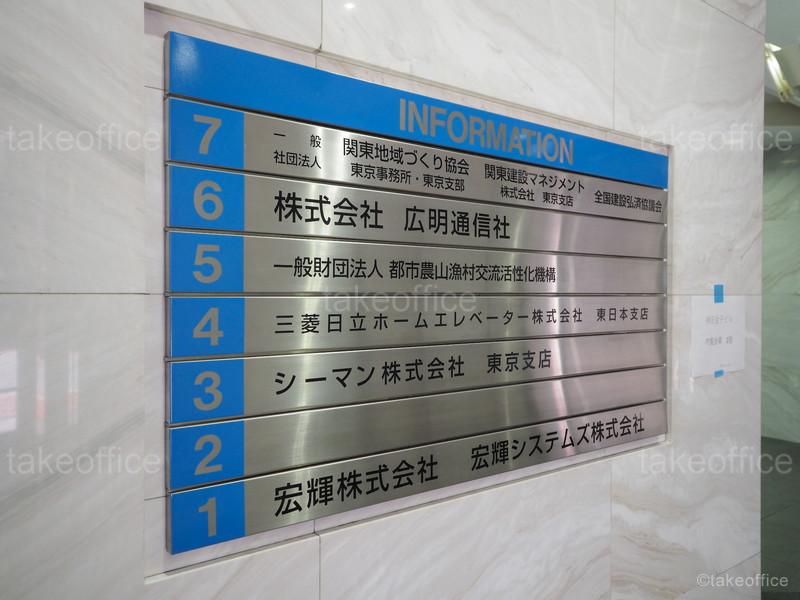 INFORMATION
7 一般社団法人 関東地域づくり協会 東京事務所・東京支部 関東建設マネジメント株式会社 東京支店 全国建設弘済協議会
6 株式会社 広明通信社
5 一般財団法人 都市農山漁村交流活性化機構
4 三菱日立ホームエレベーター株式会社 東日本支店
3 シーマン株式会社 東京支店
2
1 宏輝株式会社 宏輝システムズ株式会社
takeoffice
takeoffice
takeoffice
takeoffice
takeoffice
©takeoffice